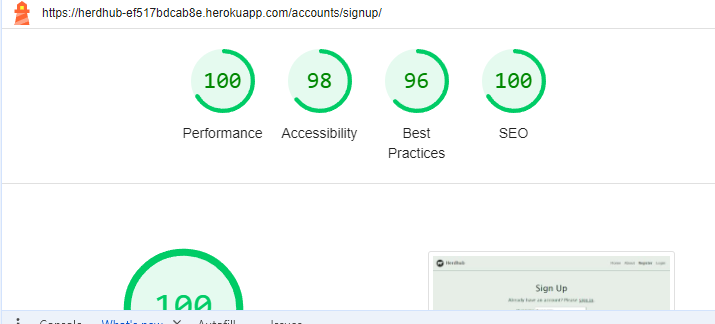 https://herdhub-ef517bdcab8e.herokuapp.com/accounts/signup/
100
98
96
100
Performance
Accessibility
Best
Practices
SEO
100
Herdhub
Home About Register Login
Sign Up
Already have an account? Please sign in
Console What's new Autofill Issues